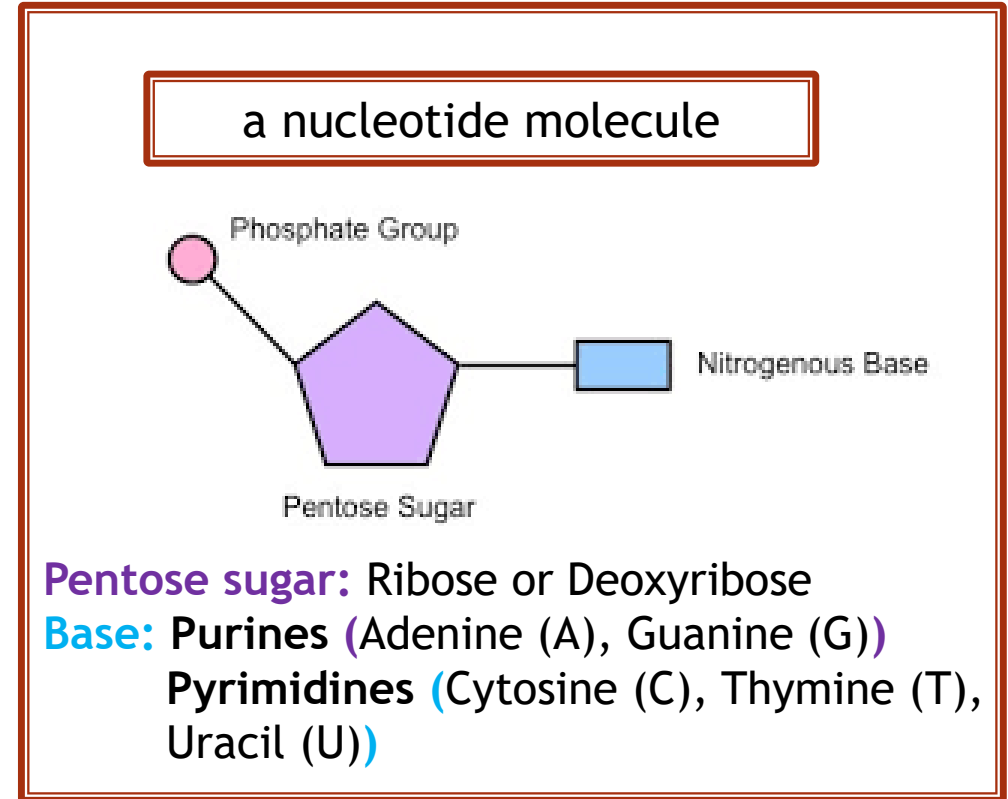 a nucleotide molecule
Phosphate Group
Nitrogenous Base
Pentose Sugar
Pentose sugar: Ribose or Deoxyribose
Base: Purines (Adenine (A), Guanine (G))
Pyrimidines (Cytosine (C), Thymine (T),
Uracil (U))